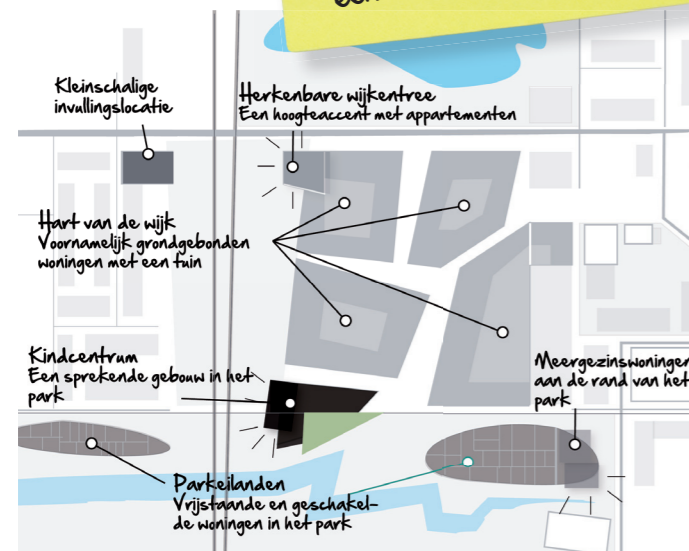 Kleinschalige
invullingslocatie
Herkenbare wijkentree
Een hoogteaccent met appartementen
Hart van de wijk
Voornamelijk grondgebonden
woningen met een tuin
Kindcentrum
Een sprekende gebouw in het
park
Meergezinswoningen
aan de rand van het
park
Parkeilanden
Vrijstaande en geschakel-
de woningen in het park